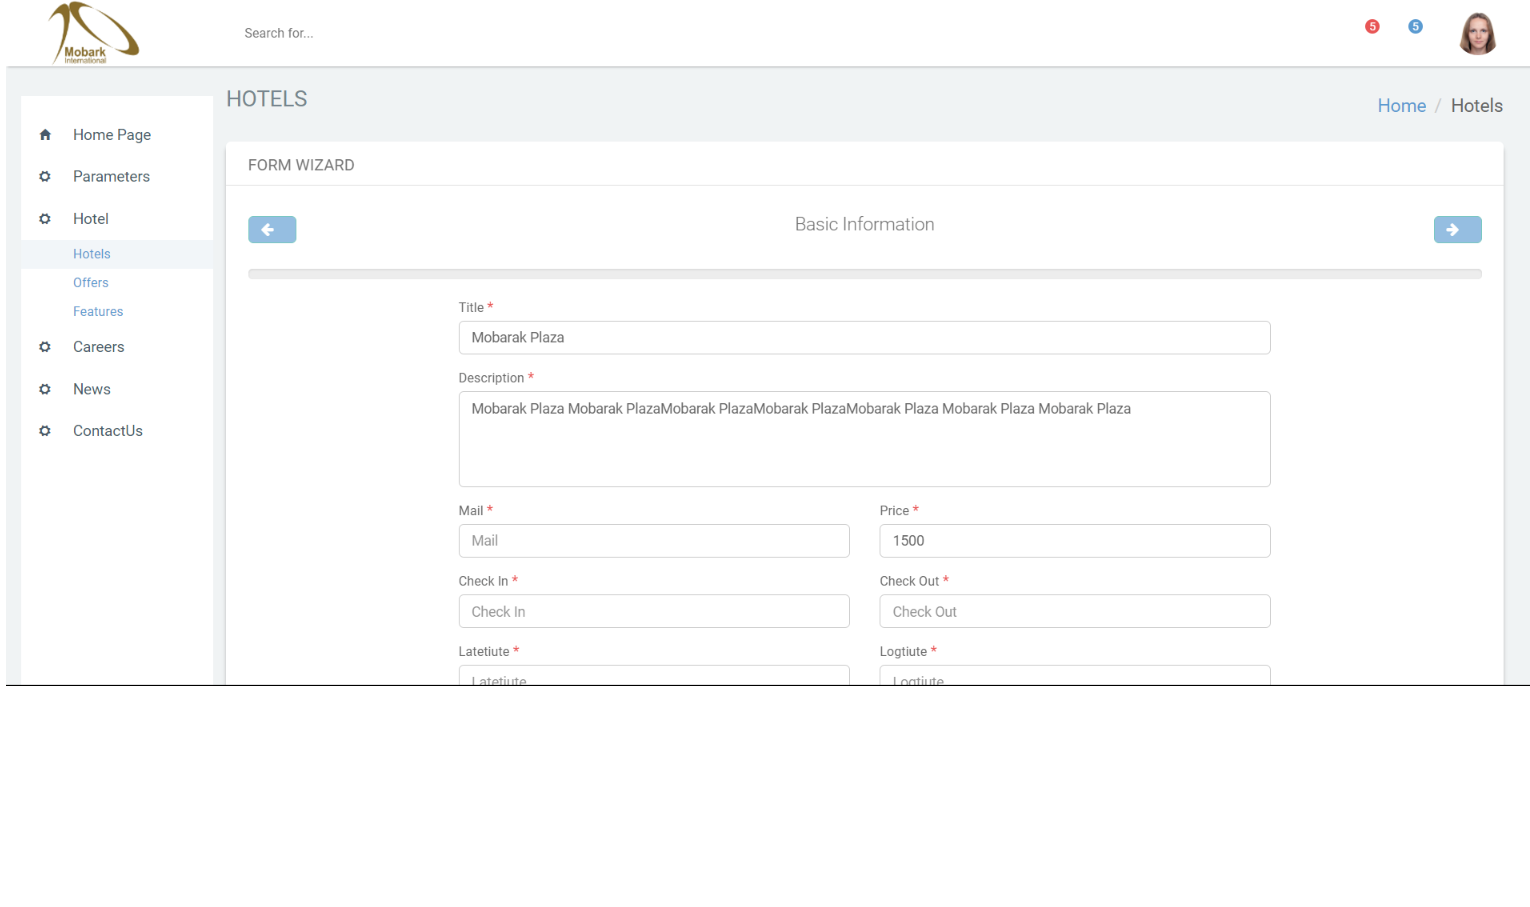 Mobark
International
Search for...
5
5
HOTELS
Home / Hotels
Home Page
Parameters
Hotel
Hotels
Offers
Features
Careers
News
ContactUs
FORM WIZARD
Basic Information
Title *
Mobarak Plaza
Description *
Mobarak Plaza Mobarak PlazaMobarak PlazaMobarak PlazaMobarak Plaza Mobarak Plaza Mobarak Plaza
Mail *
Price *
Mail
1500
Check In *
Check Out *
Check In
Check Out
Latetiute *
Logtiute *
Latetiute
Logtiute